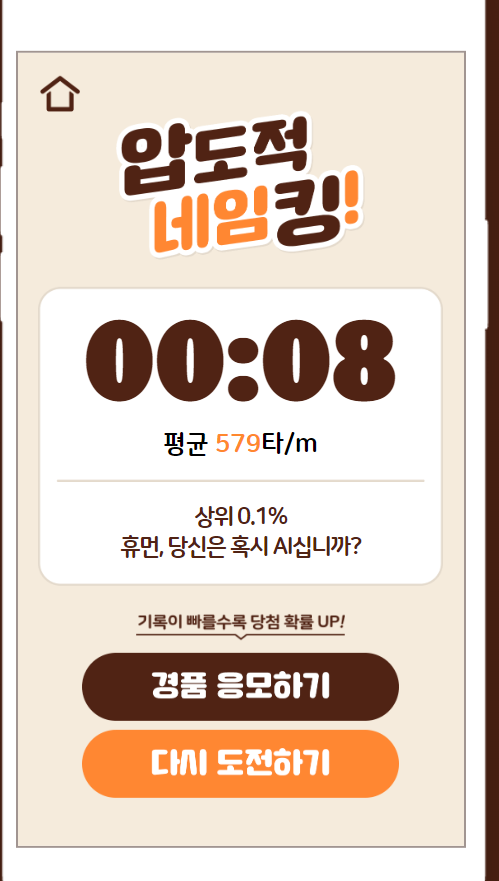 압도적
네임킹!
00:08
평균 579타/m
상위 0.1%
휴먼, 당신은 혹시 AI십니까?
기록이 빠를수록 당첨 확률 UP!
경품 응모하기
다시 도전하기